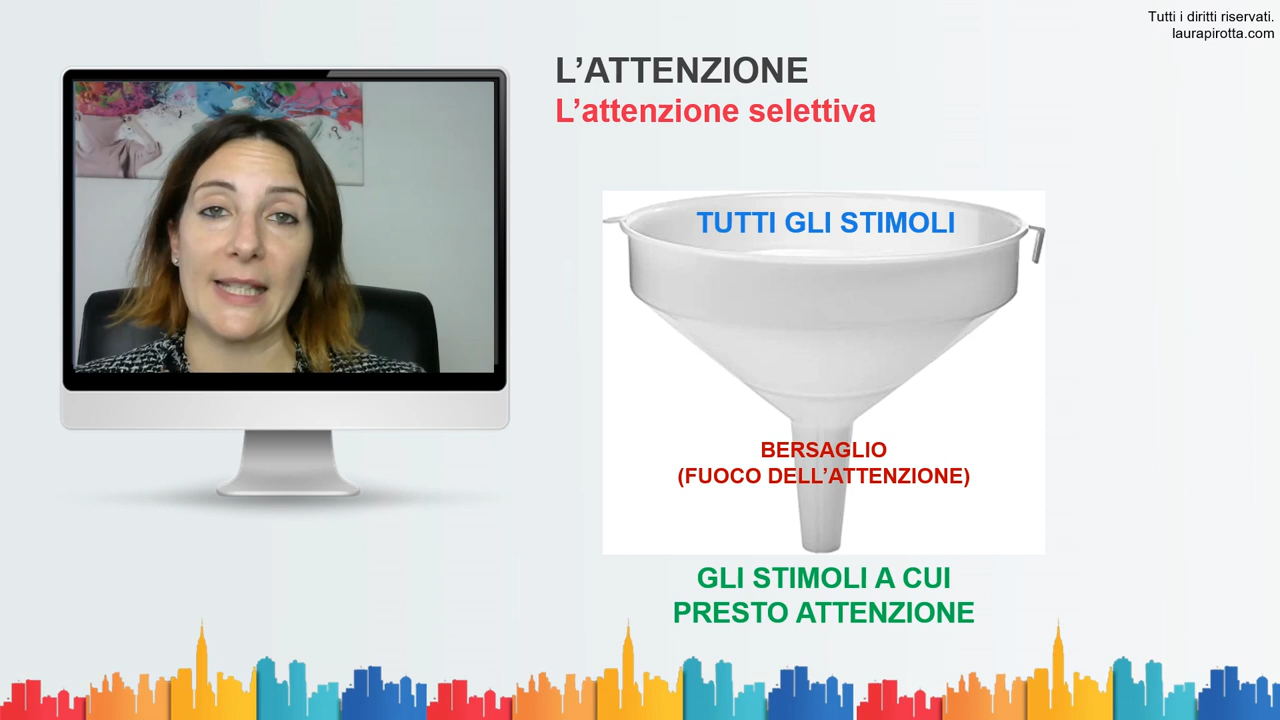 Tutti i diritti riservati.
laurapirotta.com
L’ATTENZIONE
L’attenzione selettiva
TUTTI GLI STIMOLI
BERSAGLIO
(FUOCO DELL’ATTENZIONE)
GLI STIMOLI A CUI
PRESTO ATTENZIONE